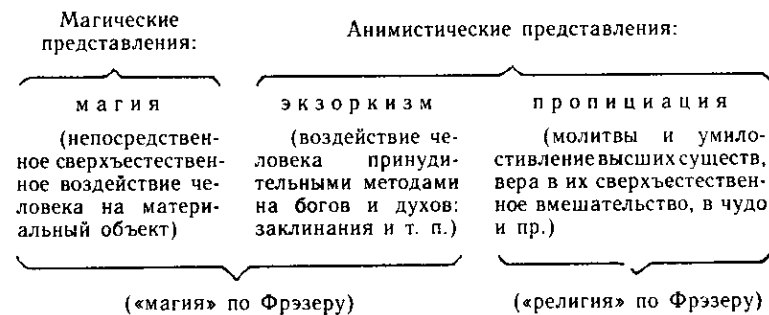 Магические
представления:
Анимистические представления:
магия
(непосредствен-
ное сверхъестествен-
ное воздействие че-
ловека на матери-
альный объект)
экзоркизм
(воздействие че-
ловека принуди-
тельными методами
на богов и духов:
заклинания и т. п.)
пропициация
(молитвы и умило-
стивление высших существ,
вера в их сверхъестествен-
ное вмешательство, в чудо
и пр.)
(«магия» по Фрэзеру)
(«религия» по Фрэзеру)